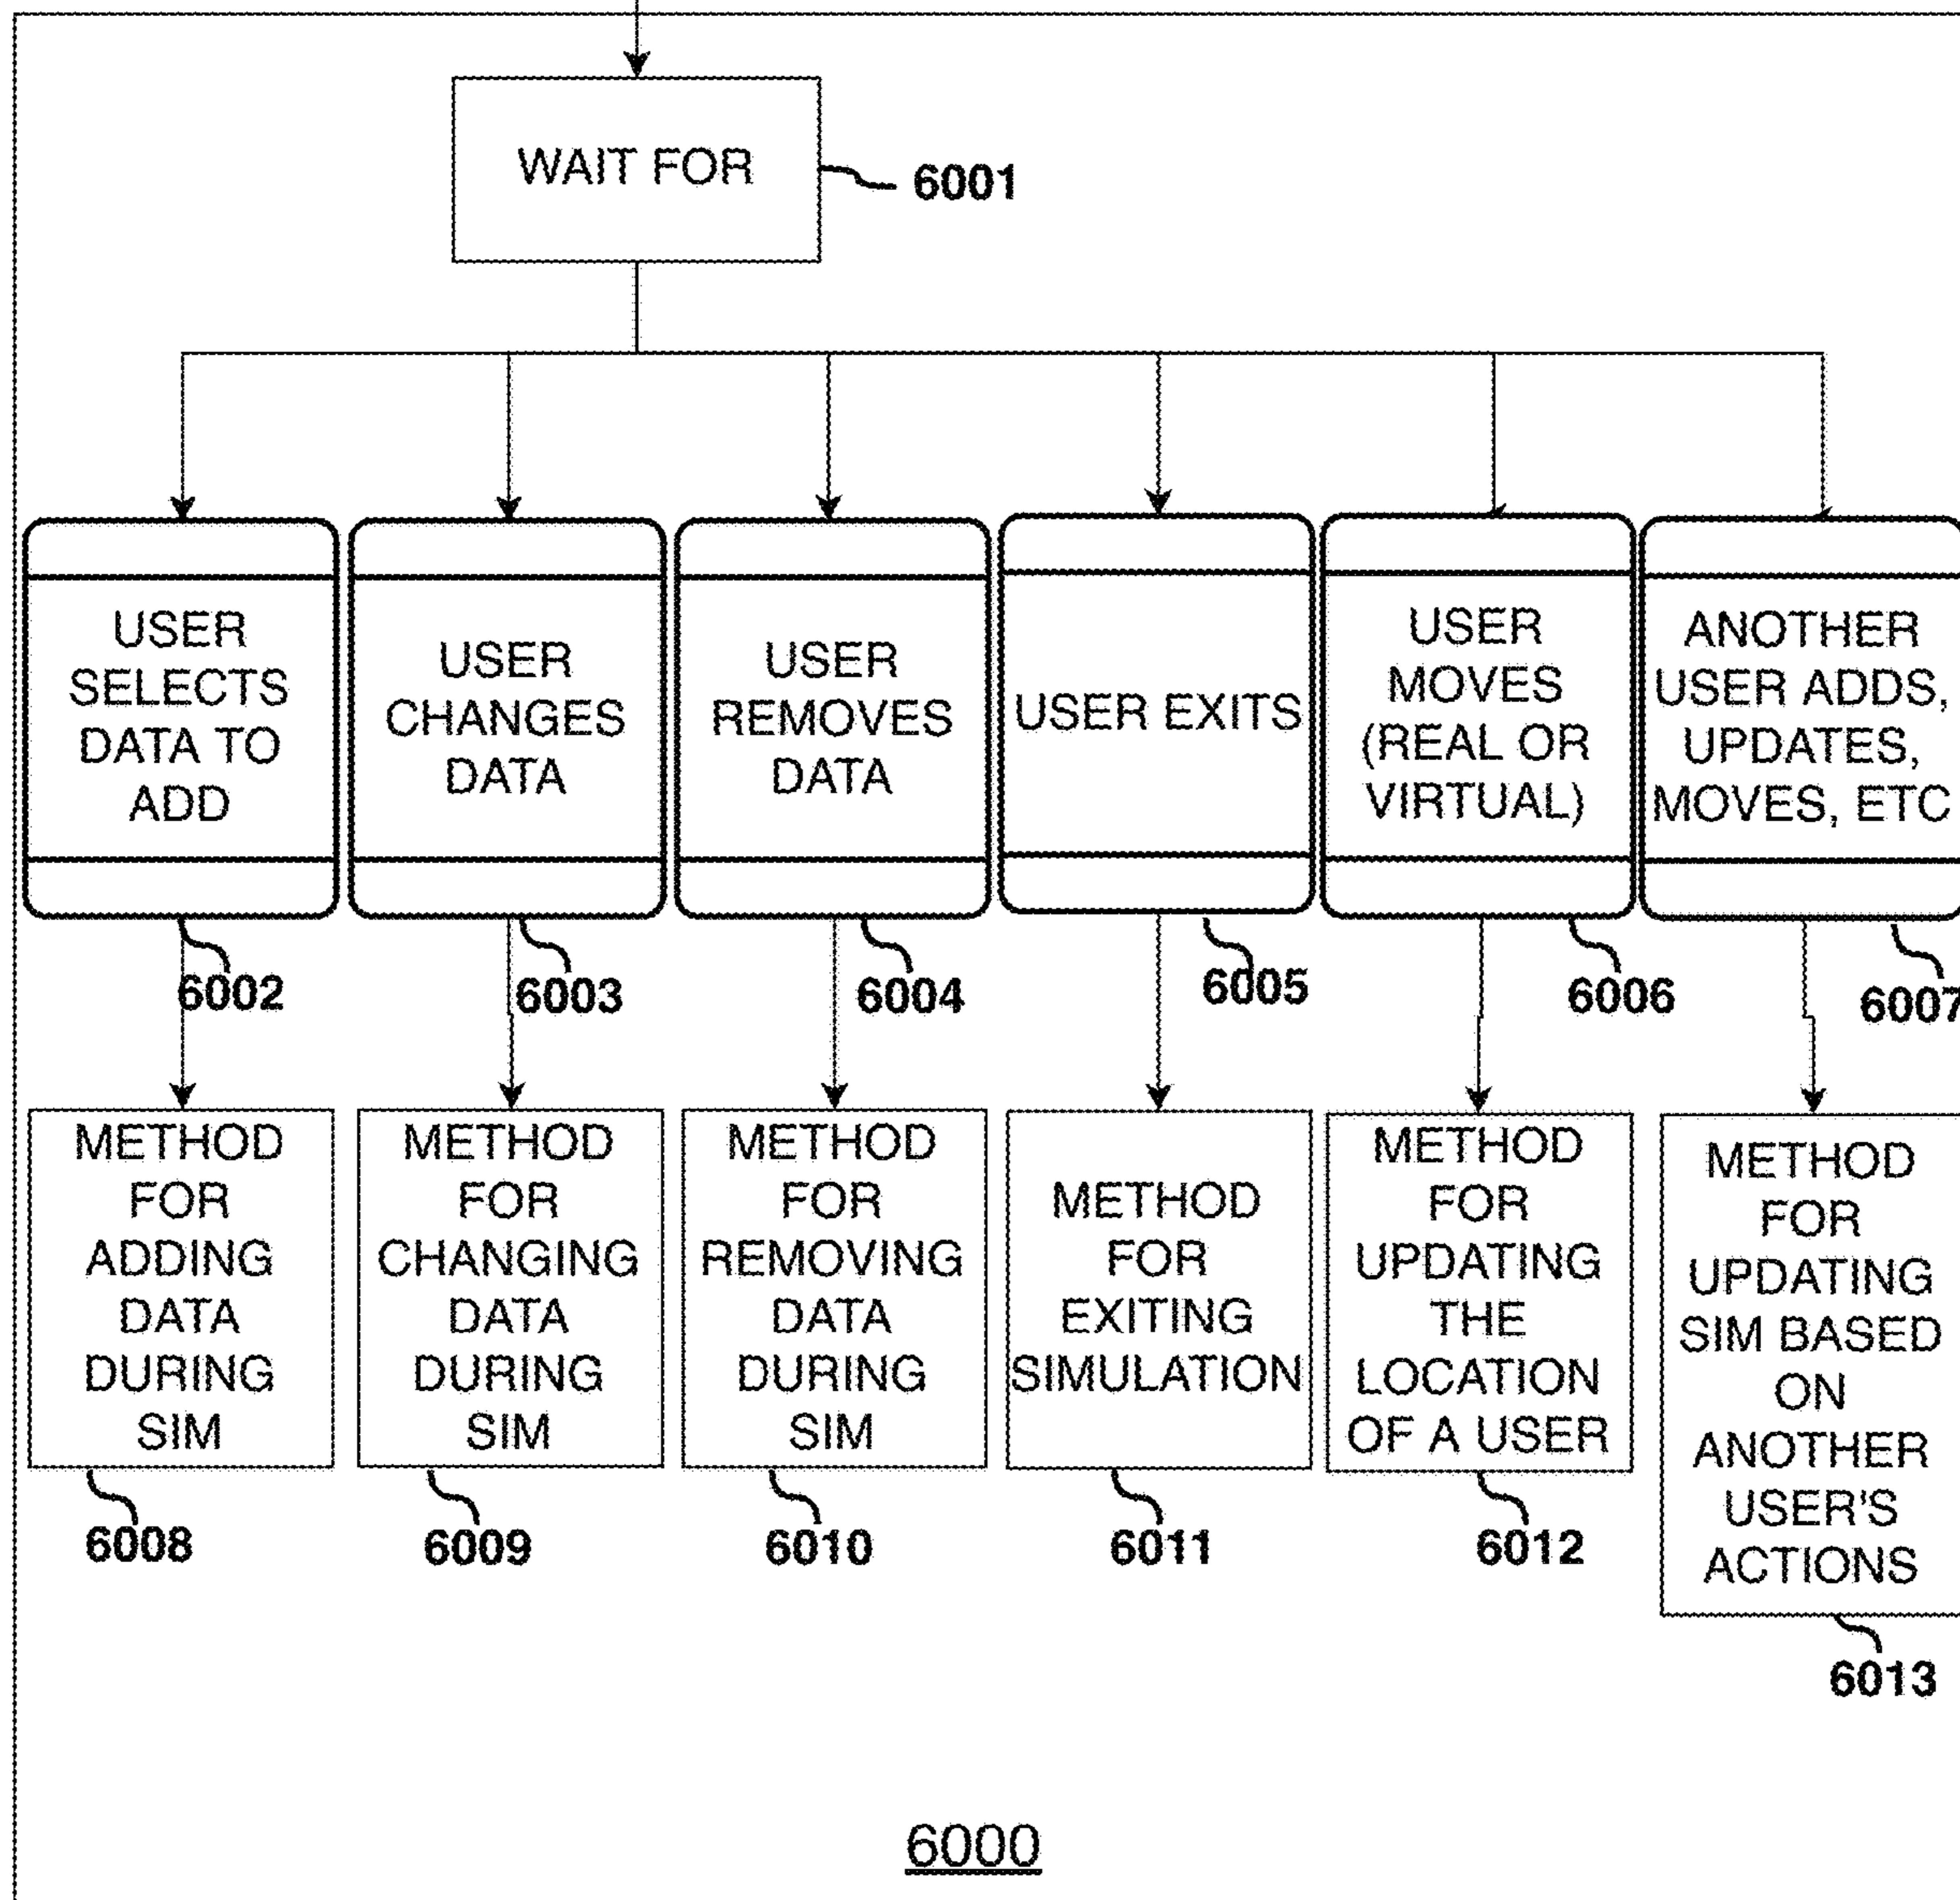 WAIT FOR
6001
USER
SELECTS
DATA TO
ADD
USER
CHANGES
DATA
USER
REMOVES
DATA
USER EXITS
USER
MOVES
(REAL OR
VIRTUAL)
ANOTHER
USER ADDS,
UPDATES,
MOVES, ETC
6002
6003
6004
6005
6006
6007
METHOD
FOR
ADDING
DATA
DURING
SIM
METHOD
FOR
CHANGING
DATA
DURING
SIM
METHOD
FOR
REMOVING
DATA
DURING
SIM
METHOD
FOR
EXITING
SIMULATION
METHOD
FOR
UPDATING
THE
LOCATION
OF A USER
METHOD
FOR
UPDATING
SIM BASED
ON
ANOTHER
USER'S
ACTIONS
6008
6009
6010
6011
6012
6013
6000